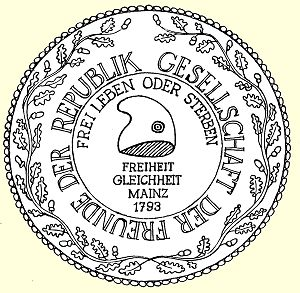 GESELLSCHAFT DER FREUNDE DER REPUBLIK
FREI LEBEN ODER STERBEN
FREIHEIT
GLEICHHEIT
MAINZ
1793